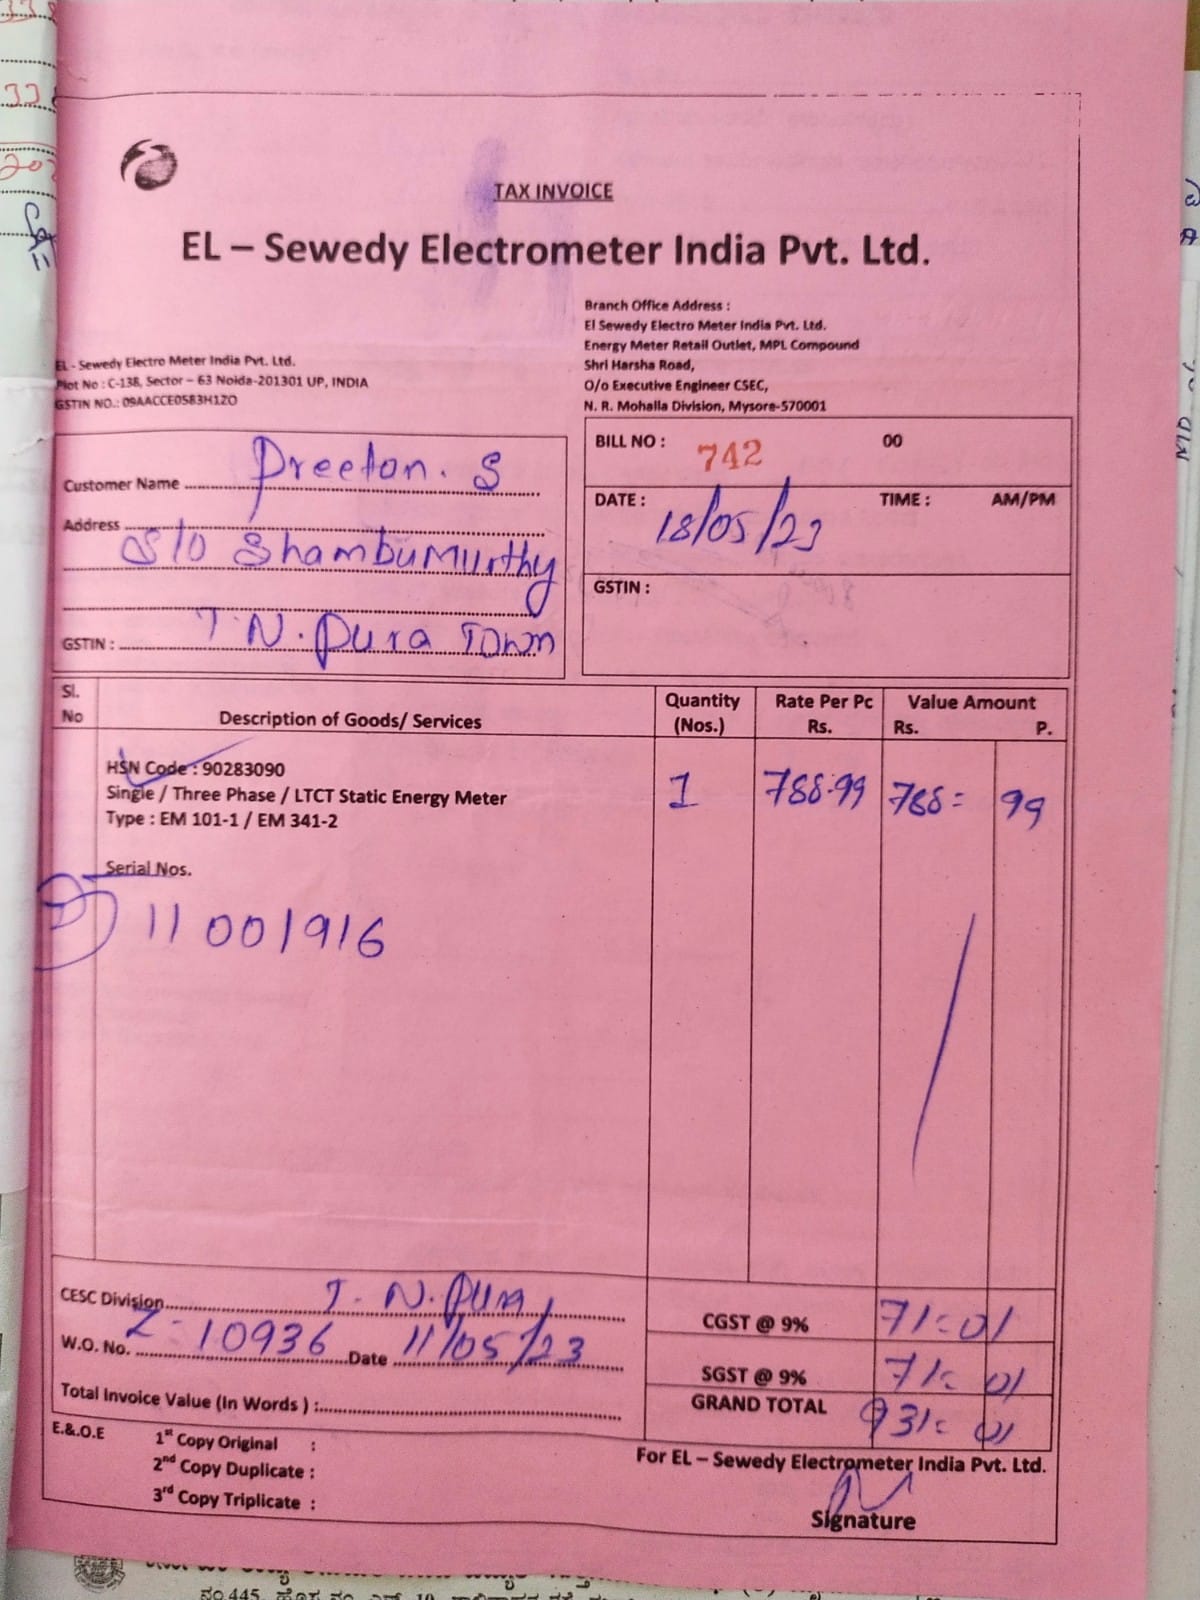 TAX INVOICE
EL – Sewedy Electrometer India Pvt. Ltd.
EL - Sewedy Electro Meter India Pvt. Ltd.
Plot No : C-138, Sector – 63 Noida-201301 UP, INDIA
GSTIN NO.: 09AACCE0583H1ZO
Branch Office Address :
El Sewedy Electro Meter India Pvt. Ltd.
Energy Meter Retail Outlet, MPL Compound
Shri Harsha Road,
O/o Executive Engineer CSEC,
N. R. Mohalla Division, Mysore-570001
Customer Name Preetan. S
Address
S/o Shambumurthy
GSTIN : T.N.Pura Town
BILL NO : 742 00
DATE : 18/05/23 TIME : AM/PM
GSTIN :
Sl. No Description of Goods/ Services Quantity (Nos.) Rate Per Pc Rs. Value Amount Rs. P.
HSN Code : 90283090
Single / Three Phase / LTCT Static Energy Meter 1 788.99 788= 99
Type : EM 101-1 / EM 341-2
Serial Nos.
11001916
CESC Division T. N. Pura
W.O. No. Z-10936 Date 11/05/23
Total Invoice Value (In Words ) :
CGST @ 9% 71=01
SGST @ 9% 71=01
GRAND TOTAL 931=01
E.&.O.E 1st Copy Original :
2nd Copy Duplicate :
3rd Copy Triplicate :
For EL – Sewedy Electrometer India Pvt. Ltd.
Signature